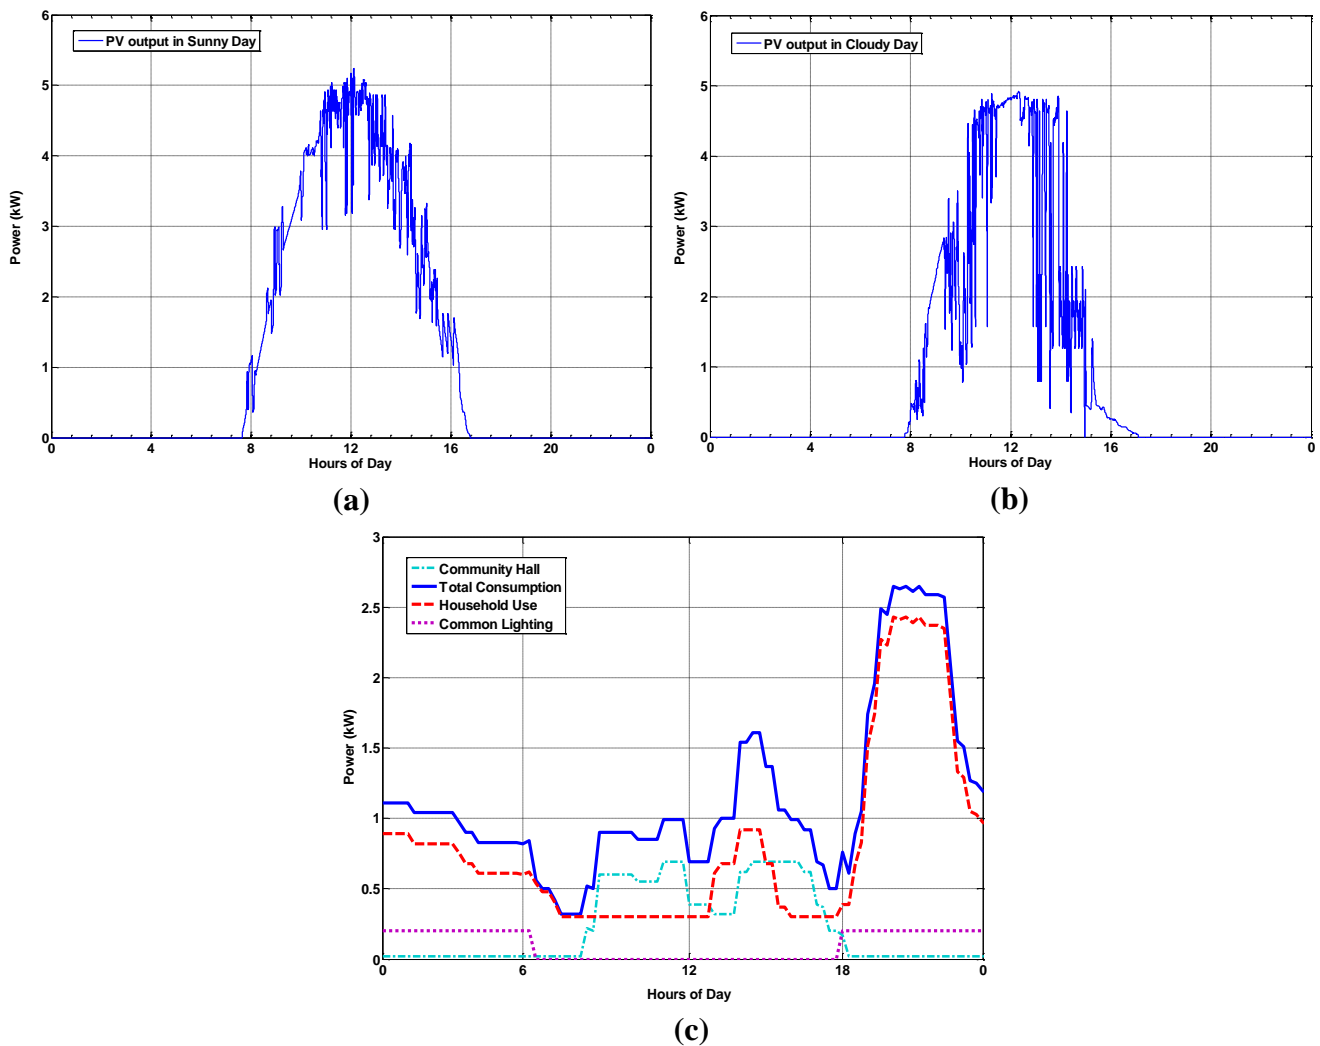 6
5
4
3
2
1
0
Power (kW)
PV output in Sunny Day
0 4 8 12 16 20 0
Hours of Day
(a)
6
5
4
3
2
1
0
Power (kW)
PV output in Cloudy Day
0 4 8 12 16 20 0
Hours of Day
(b)
3
2.5
2
1.5
1
0.5
0
Power (kW)
Community Hall
Total Consumption
Household Use
Common Lighting
0 6 12 18 0
Hours of Day
(c)